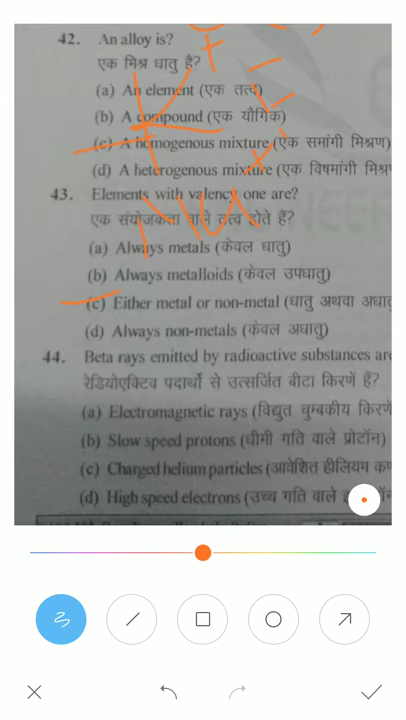 42. An alloy is?
एक मिश्र धातु है?
(a) An element (एक तत्व)
(b) A compound (एक यौगिक)
(c) A homogenous mixture (एक समांगी मिश्रण)
(d) A heterogenous mixture (एक विषमांगी
43. Elements with valency one are?
एक संयोजकता वाले तत्व होते हैं?
(a) Always metals (केवल धातु)
(b) Always metalloids (केवल उपधातु)
(c) Either metal or non-metal (धातु अथवा
(d) Always non-metals (केवल अधातु)
44. Beta rays emitted by radioactive substances are
रेडियोएक्टिव पदार्थों से उत्सर्जित बीटा किरणें हैं?
(a) Electromagnetic rays (विद्युत चुम्बकीय किरणें
(b) Slow speed protons (धीमी गति वाले प्रोटॉन)
(c) Charged helium particles (आवेशित हीलियम
(d) High speed electrons (उच्च गति वाले